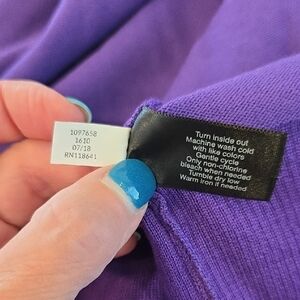 1097658
1610
07/18
RN118641
Turn inside out
Machine wash cold
with like colors
Gentle cycle
Only non-chlorine
bleach when needed
Tumble dry low
Warm iron if needed